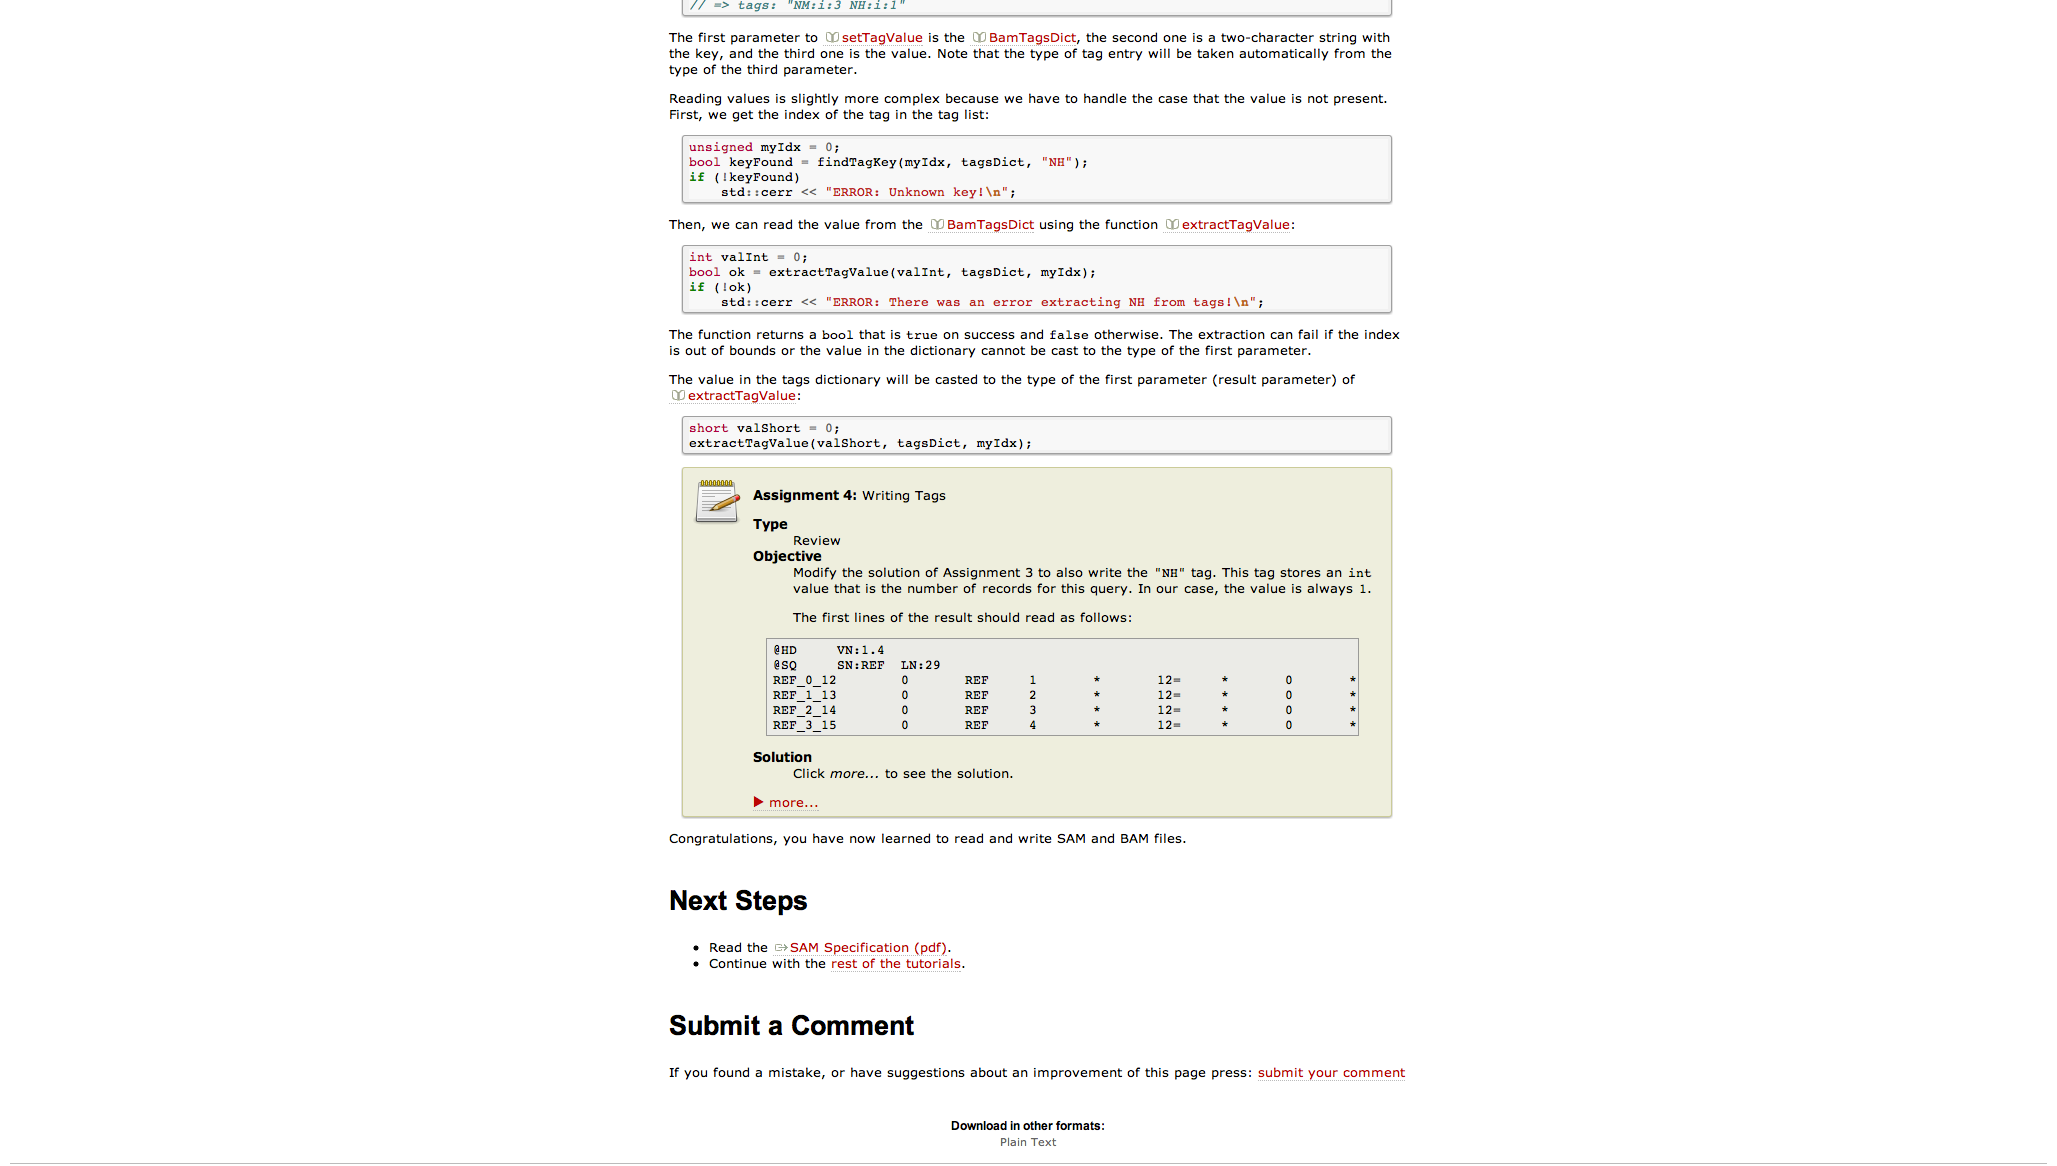 // => tags: "NM:i:3 NH:i:1"
The first parameter to setTagValue is the BamTagsDict, the second one is a two-character string with
the key, and the third one is the value. Note that the type of tag entry will be taken automatically from the
type of the third parameter.
Reading values is slightly more complex because we have to handle the case that the value is not present.
First, we get the index of the tag in the tag list:
unsigned myIdx = 0;
bool keyFound = findTagKey(myIdx, tagsDict, "NH");
if (!keyFound)
    std::cerr << "ERROR: Unknown key!\n";
Then, we can read the value from the BamTagsDict using the function extractTagValue:
int valInt = 0;
bool ok = extractTagValue(valInt, tagsDict, myIdx);
if (!ok)
    std::cerr << "ERROR: There was an error extracting NH from tags!\n";
The function returns a bool that is true on success and false otherwise. The extraction can fail if the index
is out of bounds or the value in the dictionary cannot be cast to the type of the first parameter.
The value in the tags dictionary will be casted to the type of the first parameter (result parameter) of
extractTagValue:
short valShort = 0;
extractTagValue(valShort, tagsDict, myIdx);
Assignment 4: Writing Tags
Type
Review
Objective
Modify the solution of Assignment 3 to also write the "NH" tag. This tag stores an int
value that is the number of records for this query. In our case, the value is always 1.
The first lines of the result should read as follows:
@HD     VN:1.4
@SQ     SN:REF  LN:29
REF_0_12        0       REF     1       *       12=     *       0       *
REF_1_13        0       REF     2       *       12=     *       0       *
REF_2_14        0       REF     3       *       12=     *       0       *
REF_3_15        0       REF     4       *       12=     *       0       *
Solution
Click more... to see the solution.
more...
Congratulations, you have now learned to read and write SAM and BAM files.
Next Steps
• Read the SAM Specification (pdf).
• Continue with the rest of the tutorials.
Submit a Comment
If you found a mistake, or have suggestions about an improvement of this page press: submit your comment
Download in other formats:
Plain Text